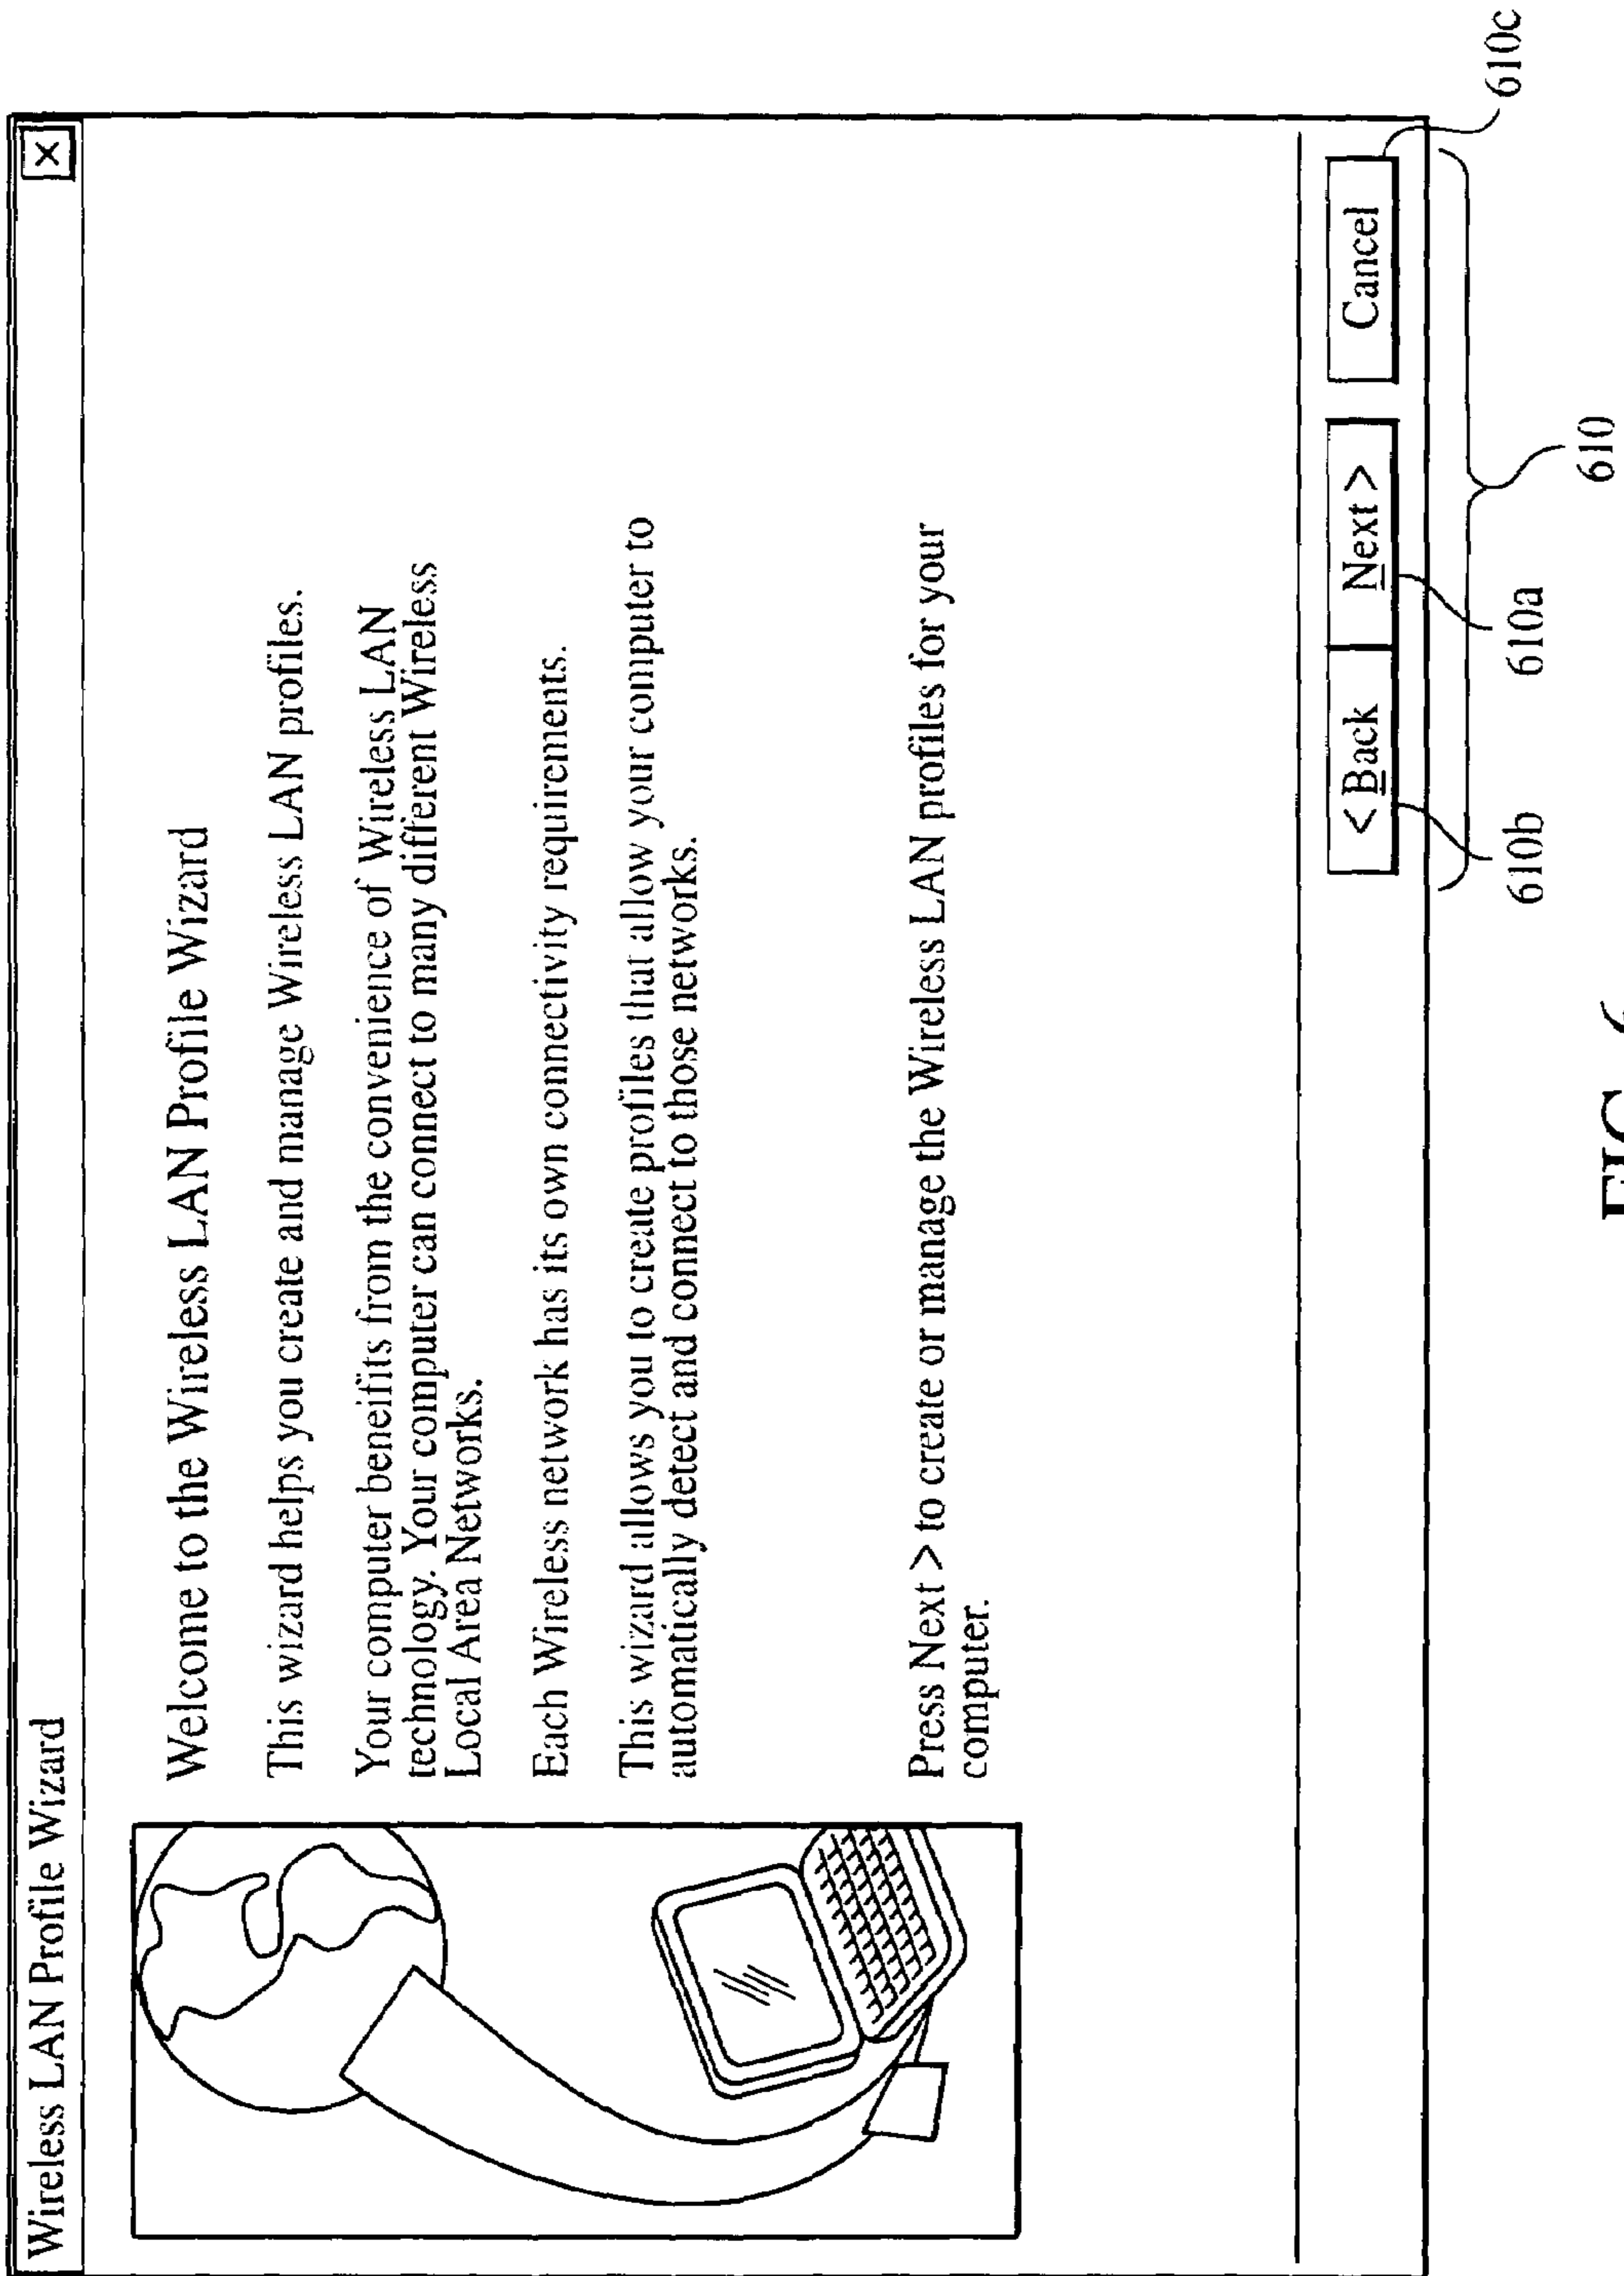 Wireless LAN Profile Wizard
X
Welcome to the Wireless LAN Profile Wizard
This wizard helps you create and manage Wireless LAN profiles.
Your computer beneifits from the convenience of Wireless LAN
technology. Your computer can connect to many different Wireless
Local Area Networks.
Each Wireless network has its own connectivity requirements.
This wizard allows you to create profiles that allow your computer to
automatically detect and connect to those networks.
Press Next > to create or manage the Wireless LAN profiles for your
computer.
< Back Next > Cancel
610b 610a 610c
610
FIG. 6